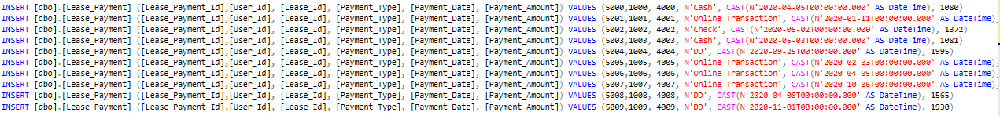 INSERT [dbo].[Lease_Payment] ([Lease_Payment_Id],[User_Id], [Lease_Id], [Payment_Type], [Payment_Date], [Payment_Amount]) VALUES (5000,1000, 4000, N'Cash', CAST(N'2020-04-05T00:00:00.000' AS DateTime), 1080)
INSERT [dbo].[Lease_Payment] ([Lease_Payment_Id],[User_Id], [Lease_Id], [Payment_Type], [Payment_Date], [Payment_Amount]) VALUES (5001,1001, 4001, N'Online Transaction', CAST(N'2020-01-11T00:00:00.000' AS DateTime)
INSERT [dbo].[Lease_Payment] ([Lease_Payment_Id],[User_Id], [Lease_Id], [Payment_Type], [Payment_Date], [Payment_Amount]) VALUES (5002,1002, 4002, N'Check', CAST(N'2020-05-02T00:00:00.000' AS DateTime), 1372)
INSERT [dbo].[Lease_Payment] ([Lease_Payment_Id],[User_Id], [Lease_Id], [Payment_Type], [Payment_Date], [Payment_Amount]) VALUES (5003,1003, 4003, N'Cash', CAST(N'2020-05-03T00:00:00.000' AS DateTime), 1081)
INSERT [dbo].[Lease_Payment] ([Lease_Payment_Id],[User_Id], [Lease_Id], [Payment_Type], [Payment_Date], [Payment_Amount]) VALUES (5004,1004, 4004, N'DD', CAST(N'2020-09-25T00:00:00.000' AS DateTime), 1995)
INSERT [dbo].[Lease_Payment] ([Lease_Payment_Id],[User_Id], [Lease_Id], [Payment_Type], [Payment_Date], [Payment_Amount]) VALUES (5005,1005, 4005, N'Online Transaction', CAST(N'2020-02-03T00:00:00.000' AS DateTime)
INSERT [dbo].[Lease_Payment] ([Lease_Payment_Id],[User_Id], [Lease_Id], [Payment_Type], [Payment_Date], [Payment_Amount]) VALUES (5006,1006, 4006, N'Online Transaction', CAST(N'2020-04-05T00:00:00.000' AS DateTime)
INSERT [dbo].[Lease_Payment] ([Lease_Payment_Id],[User_Id], [Lease_Id], [Payment_Type], [Payment_Date], [Payment_Amount]) VALUES (5007,1007, 4007, N'Online Transaction', CAST(N'2020-10-06T00:00:00.000' AS DateTime)
INSERT [dbo].[Lease_Payment] ([Lease_Payment_Id],[User_Id], [Lease_Id], [Payment_Type], [Payment_Date], [Payment_Amount]) VALUES (5008,1008, 4008, N'DD', CAST(N'2020-04-08T00:00:00.000' AS DateTime), 1565)
INSERT [dbo].[Lease_Payment] ([Lease_Payment_Id],[User_Id], [Lease_Id], [Payment_Type], [Payment_Date], [Payment_Amount]) VALUES (5009,1009, 4009, N'DD', CAST(N'2020-11-01T00:00:00.000' AS DateTime), 1930)